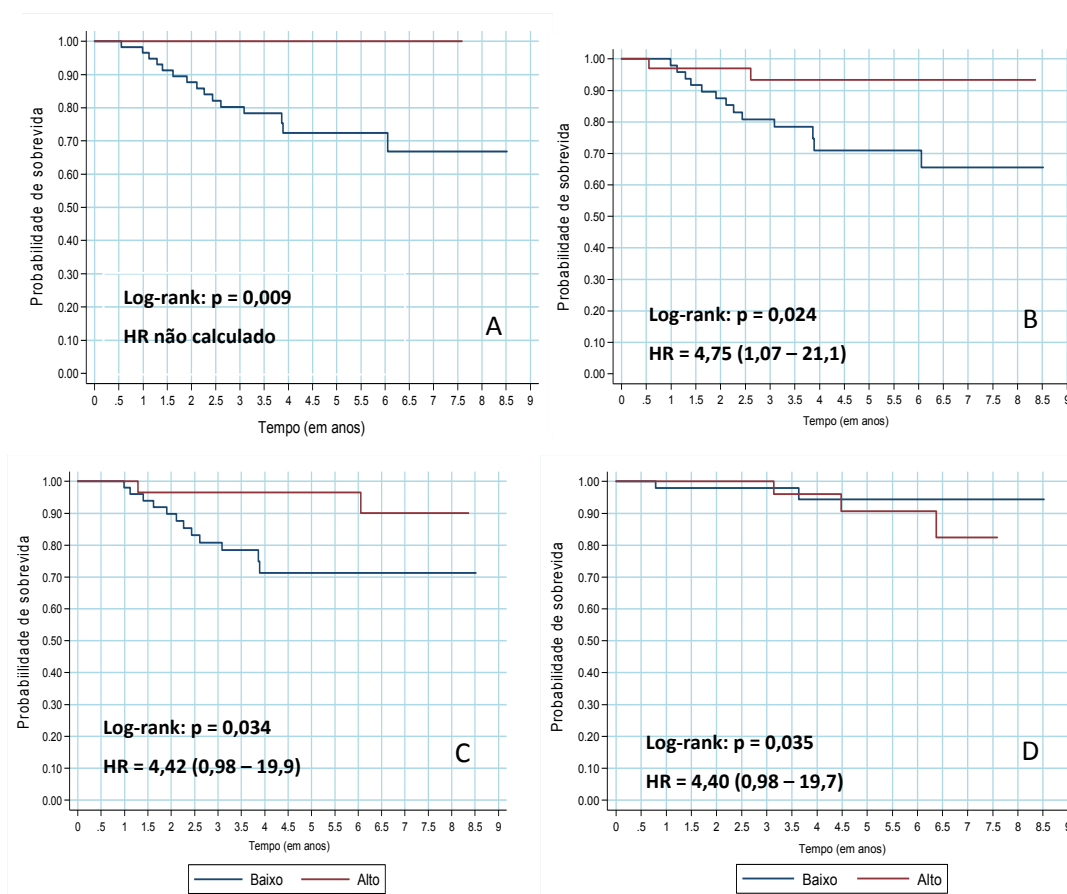 Probabilidade de sobrevida
1.00
0.90
0.80
0.70
0.60
0.50
0.40
0.30
0.20
0.10
0.00
Log-rank: p = 0,009
HR não calculado
A
0 .5 1 1.5 2 2.5 3 3.5 4 4.5 5 5.5 6 6.5 7 7.5 8 8.5 9
Tempo (em anos)
Probabilidade de sobrevida
1.00
0.90
0.80
0.70
0.60
0.50
0.40
0.30
0.20
0.10
0.00
Log-rank: p = 0,024
HR = 4,75 (1,07 – 21,1)
B
0 .5 1 1.5 2 2.5 3 3.5 4 4.5 5 5.5 6 6.5 7 7.5 8 8.5 9
Tempo (em anos)
Probabilidade de sobrevida
1.00
0.90
0.80
0.70
0.60
0.50
0.40
0.30
0.20
0.10
0.00
Log-rank: p = 0,034
HR = 4,42 (0,98 – 19,9)
C
0 .5 1 1.5 2 2.5 3 3.5 4 4.5 5 5.5 6 6.5 7 7.5 8 8.5 9
Tempo (em anos)
Baixo Alto
Probabilidade de sobrevida
1.00
0.90
0.80
0.70
0.60
0.50
0.40
0.30
0.20
0.10
0.00
Log-rank: p = 0,035
HR = 4,40 (0,98 – 19,7)
D
0 .5 1 1.5 2 2.5 3 3.5 4 4.5 5 5.5 6 6.5 7 7.5 8 8.5 9
Tempo (em anos)
Baixo Alto